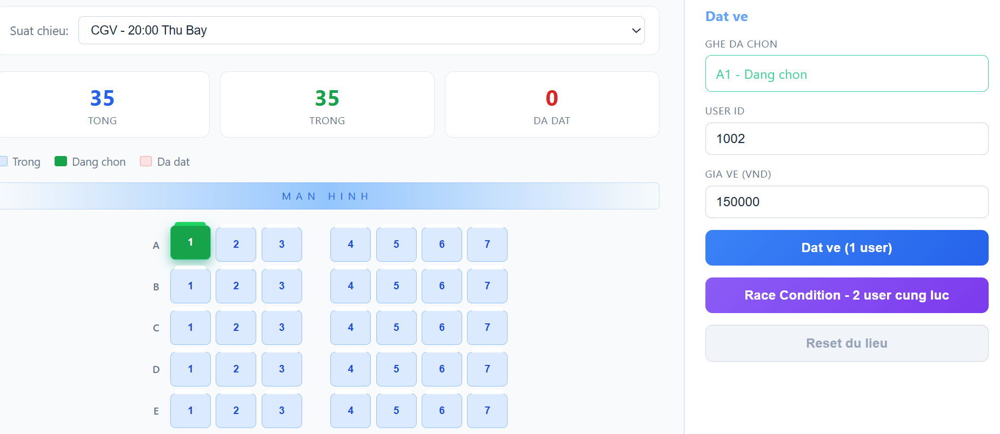 Suat chieu: CGV - 20:00 Thu Bay
35
TONG
35
TRONG
0
DA DAT
Trong Dang chon Da dat
MAN HINH
A 1 2 3 4 5 6 7
B 1 2 3 4 5 6 7
C 1 2 3 4 5 6 7
D 1 2 3 4 5 6 7
E 1 2 3 4 5 6 7
Dat ve
GHE DA CHON
A1 - Dang chon
USER ID
1002
GIA VE (VND)
150000
Dat ve (1 user)
Race Condition - 2 user cung luc
Reset du lieu